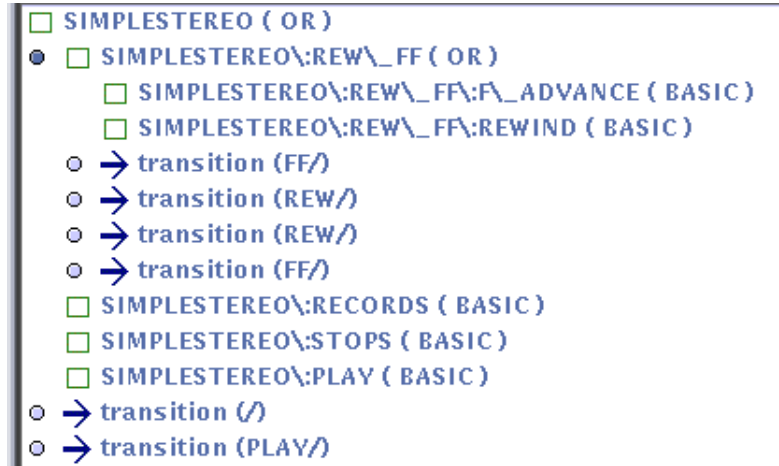 SIMPLESTEREO ( OR )
SIMPLESTEREO\:REW\_FF ( OR )
SIMPLESTEREO\:REW\_FF\:F\_ADVANCE ( BASIC )
SIMPLESTEREO\:REW\_FF\:REWIND ( BASIC )
transition (FF/)
transition (REW/)
transition (REW/)
transition (FF/)
SIMPLESTEREO\:RECORDS ( BASIC )
SIMPLESTEREO\:STOPS ( BASIC )
SIMPLESTEREO\:PLAY ( BASIC )
transition (/)
transition (PLAY/)